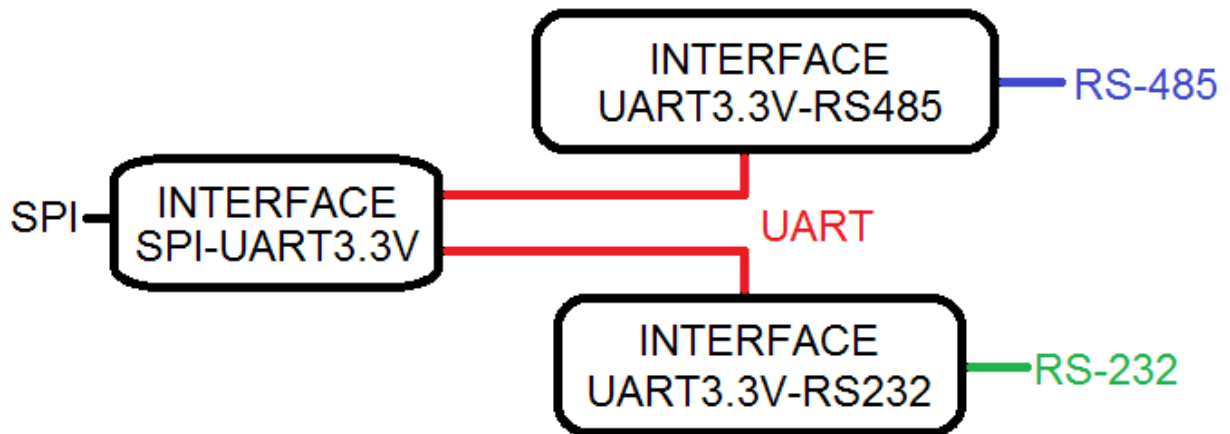 INTERFACE
UART3.3V-RS485
RS-485
SPI
INTERFACE
SPI-UART3.3V
UART
INTERFACE
UART3.3V-RS232
RS-232